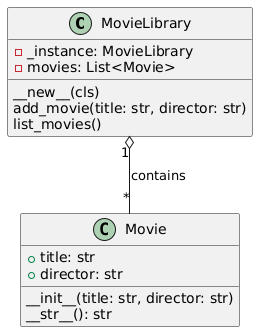 C MovieLibrary
_instance: MovieLibrary
movies: List<Movie>
__new__(cls)
add_movie(title: str, director: str)
list_movies()
1
contains
*
C Movie
title: str
director: str
__init__(title: str, director: str)
__str__(): str